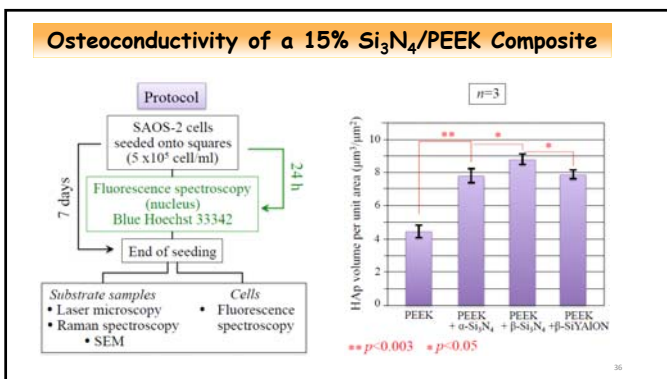 Osteoconductivity of a 15% Si₃N₄/PEEK Composite
Protocol
SAOS-2 cells
seeded onto squares
(5 x10⁵ cell/ml)
7 days
24 h
Fluorescence spectroscopy
(nucleus)
Blue Hoechst 33342
End of seeding
Substrate samples
• Laser microscopy
• Raman spectroscopy
• SEM
Cells
• Fluorescence
spectroscopy
n=3
HAp volume per unit area (μm³/μm²)
10
8
6
4
2
0
**
*
*
PEEK
PEEK
+ α-Si₃N₄
PEEK
+ β-Si₃N₄
PEEK
+β-SiYAlON
** p<0.003 * p<0.05
36